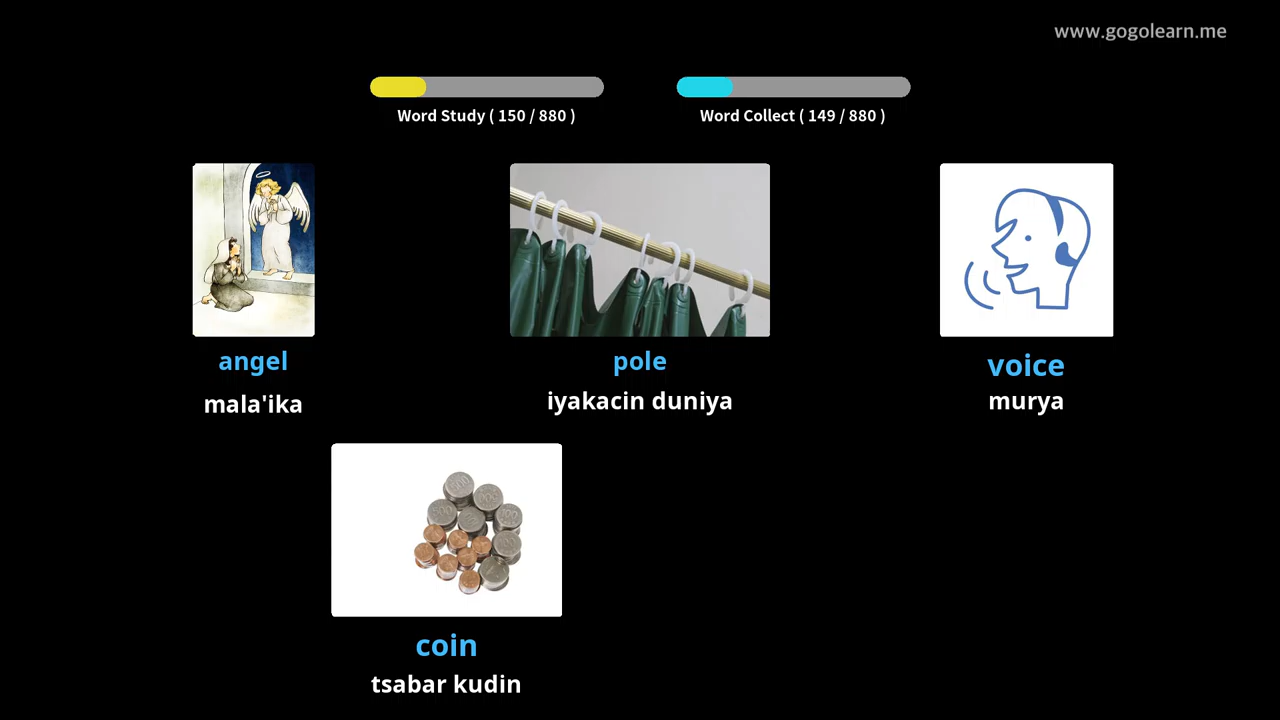 www.gogolearn.me
Word Study ( 150 / 880 )
Word Collect ( 149 / 880 )
angel
mala'ika
pole
iyakacin duniya
voice
murya
coin
tsabar kudin